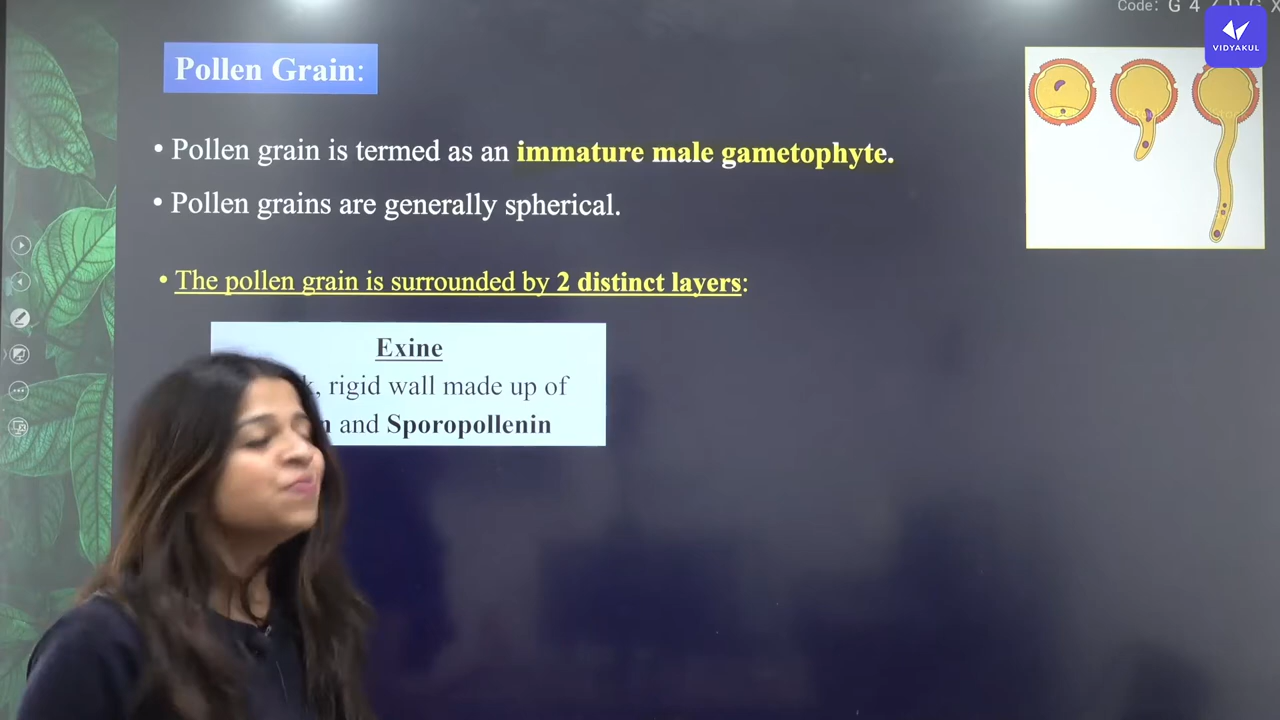 Code: G 4
VIDYAKUL
Pollen Grain:
• Pollen grain is termed as an immature male gametophyte.
• Pollen grains are generally spherical.
• The pollen grain is surrounded by 2 distinct layers:
Exine
rigid wall made up of
and Sporopollenin